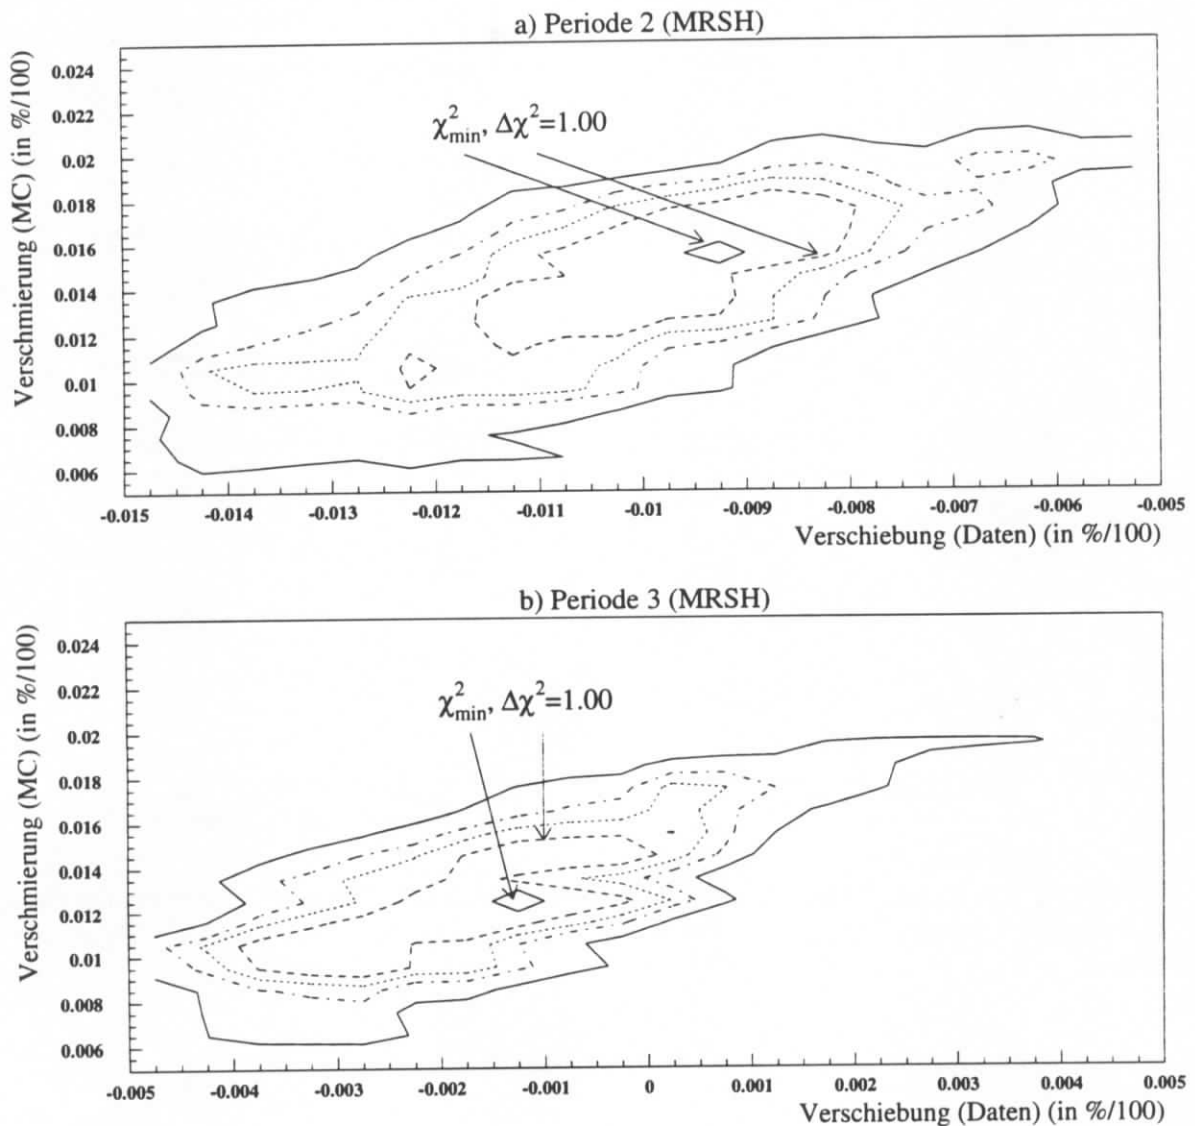 a) Periode 2 (MRSH)
Verschmierung (MC) (in %/100)
0.024
0.022
0.02
0.018
0.016
0.014
0.012
0.01
0.008
0.006
χ²min, Δχ²=1.00
-0.015 -0.014 -0.013 -0.012 -0.011 -0.01 -0.009 -0.008 -0.007 -0.006 -0.005
Verschiebung (Daten) (in %/100)
b) Periode 3 (MRSH)
Verschmierung (MC) (in %/100)
0.024
0.022
0.02
0.018
0.016
0.014
0.012
0.01
0.008
0.006
χ²min, Δχ²=1.00
-0.005 -0.004 -0.003 -0.002 -0.001 0 0.001 0.002 0.003 0.004 0.005
Verschiebung (Daten) (in %/100)